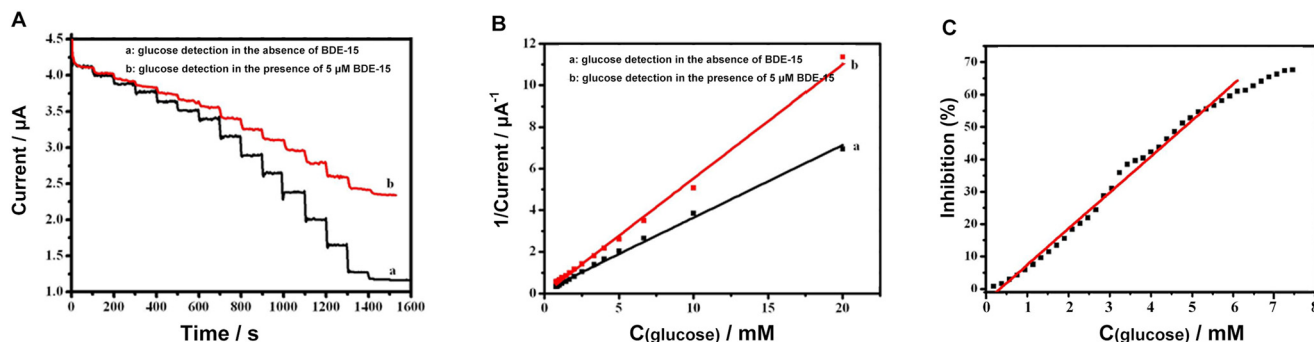 A
a: glucose detection in the absence of BDE-15
b: glucose detection in the presence of 5 µM BDE-15
4.5
4.0
3.5
3.0
2.5
2.0
1.5
1.0
Current / µA
b
a
0 200 400 600 800 1000 1200 1400 1600
Time / s
B
a: glucose detection in the absence of BDE-15
b: glucose detection in the presence of 5 µM BDE-15
12
10
8
6
4
2
0
1/Current / µA-1
b
a
0 5 10 15 20
C(glucose) / mM
C
80
70
60
50
40
30
20
10
0
Inhibition (%)
0 1 2 3 4 5 6 7 8
C(glucose) / mM